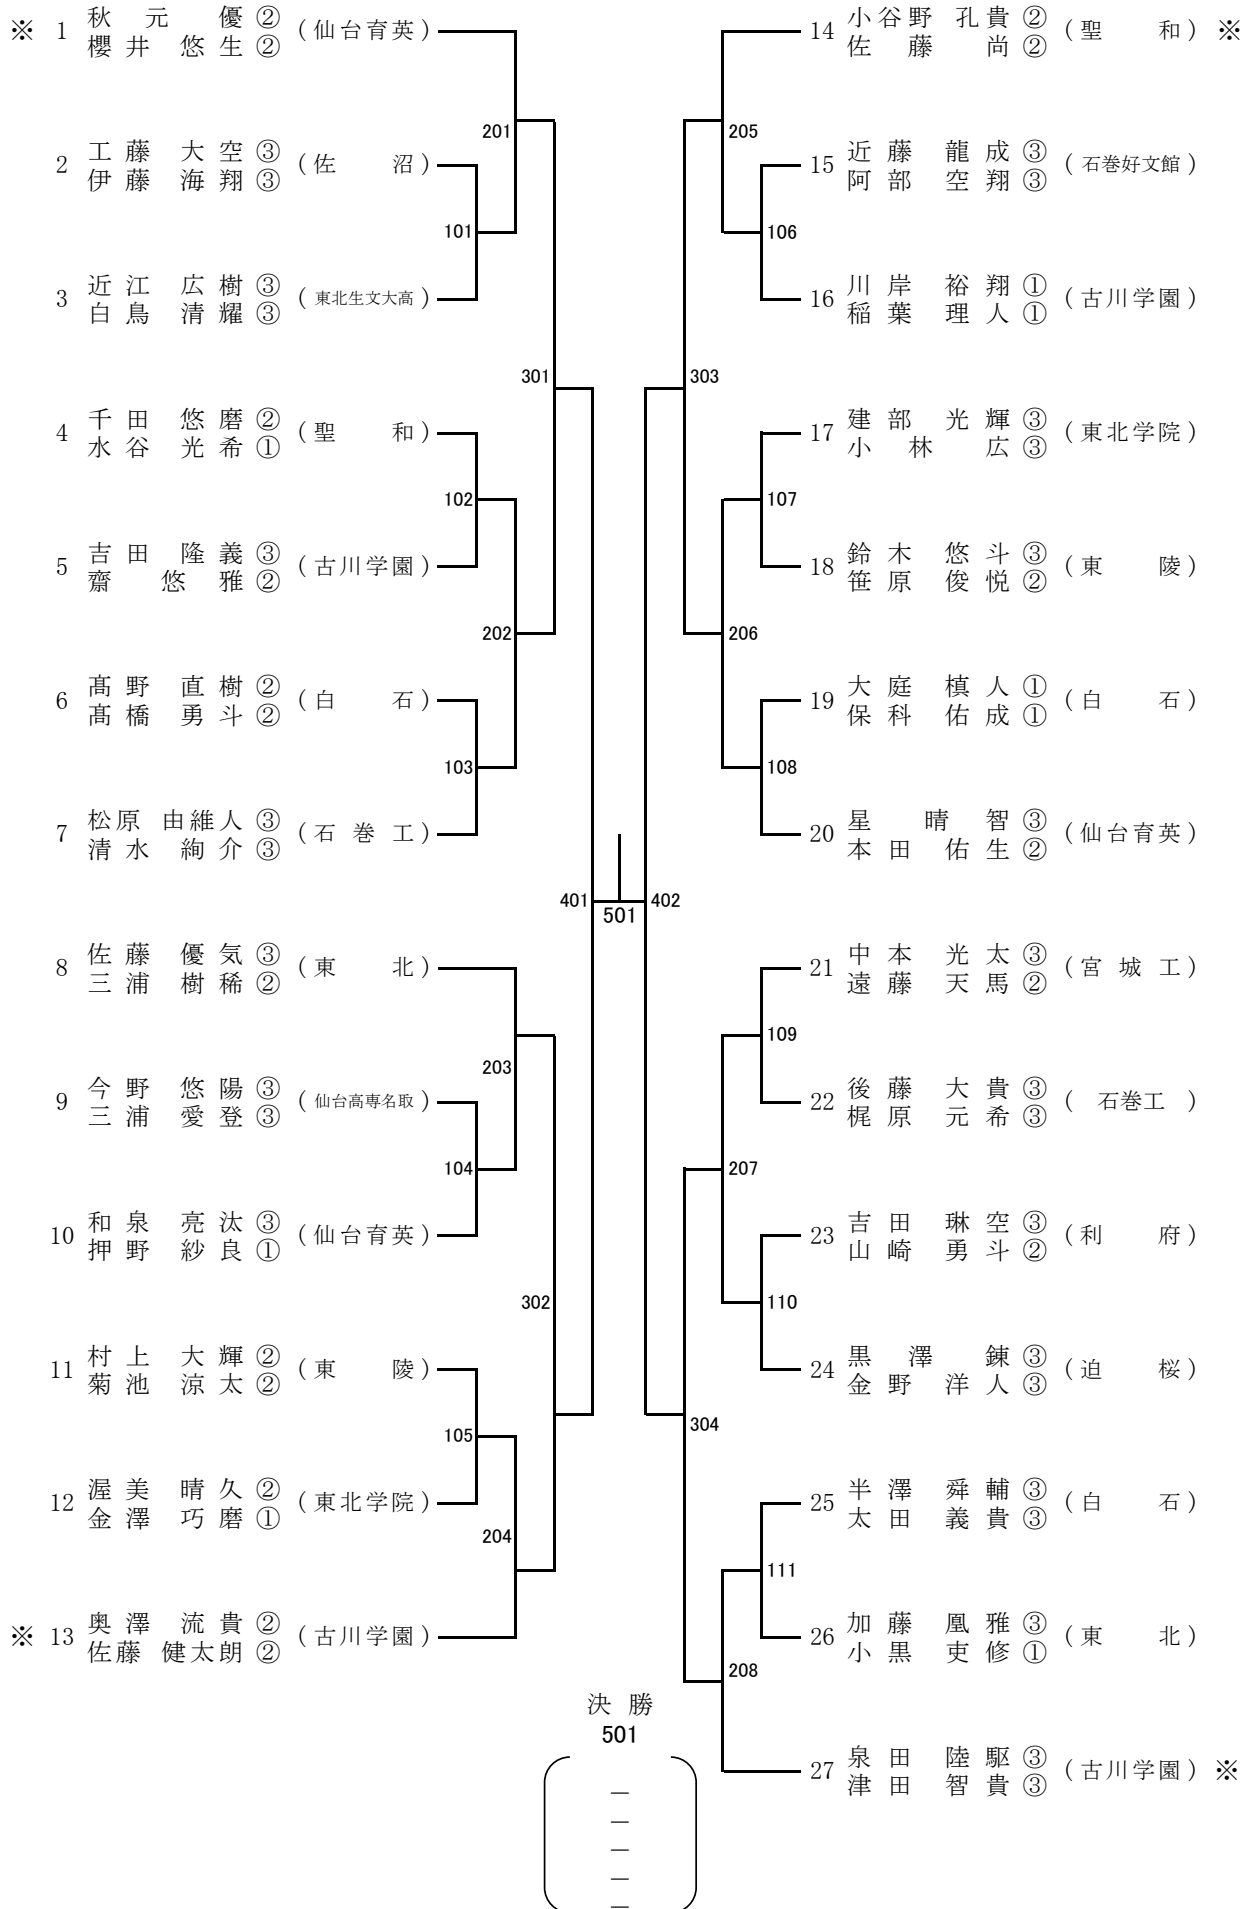 ※ 1 秋元 優② 櫻井 悠生② (仙台育英)
2 工藤 大空③ 伊藤 海翔③ (佐沼)
3 近江 広樹③ 白鳥 清耀③ (東北生文大高)
4 千田 悠磨② 水谷 光希① (聖和)
5 吉田 隆義③ 齋 悠雅② (古川学園)
6 髙野 直樹② 髙橋 勇斗② (白石)
7 松原 由維人③ 清水 絢介③ (石巻工)
8 佐藤 優気③ 三浦 樹稀② (東北)
9 今野 悠陽③ 三浦 愛登③ (仙台高専名取)
10 和泉 亮汰③ 押野 紗良① (仙台育英)
11 村上 大輝② 菊池 涼太② (東陵)
12 渥美 晴久② 金澤 巧磨① (東北学院)
※ 13 奥澤 流貴② 佐藤 健太朗② (古川学園)
101
102
103
104
105
201
202
203
204
301
302
401
501
402
303
304
205
206
207
208
106
107
108
109
110
111
14 小谷野 孔貴② 佐藤 尚② (聖和) ※
15 近藤 龍成③ 阿部 空翔③ (石巻好文館)
16 川岸 裕翔① 稲葉 理人① (古川学園)
17 建部 光輝③ 小林 広③ (東北学院)
18 鈴木 悠斗③ 笹原 俊悦② (東陵)
19 大庭 槙人① 保科 佑成① (白石)
20 星 晴智③ 本田 佑生② (仙台育英)
21 中本 光太③ 遠藤 天馬② (宮城工)
22 後藤 大貴③ 梶原 元希③ (石巻工)
23 吉田 琳空③ 山崎 勇斗② (利府)
24 黒澤 錬③ 金野 洋人③ (迫桜)
25 半澤 舜輔③ 太田 義貴③ (白石)
26 加藤 凰雅③ 小黒 吏修① (東北)
27 泉田 陸駆③ 津田 智貴③ (古川学園) ※
決勝
501
－
－
－
－
－